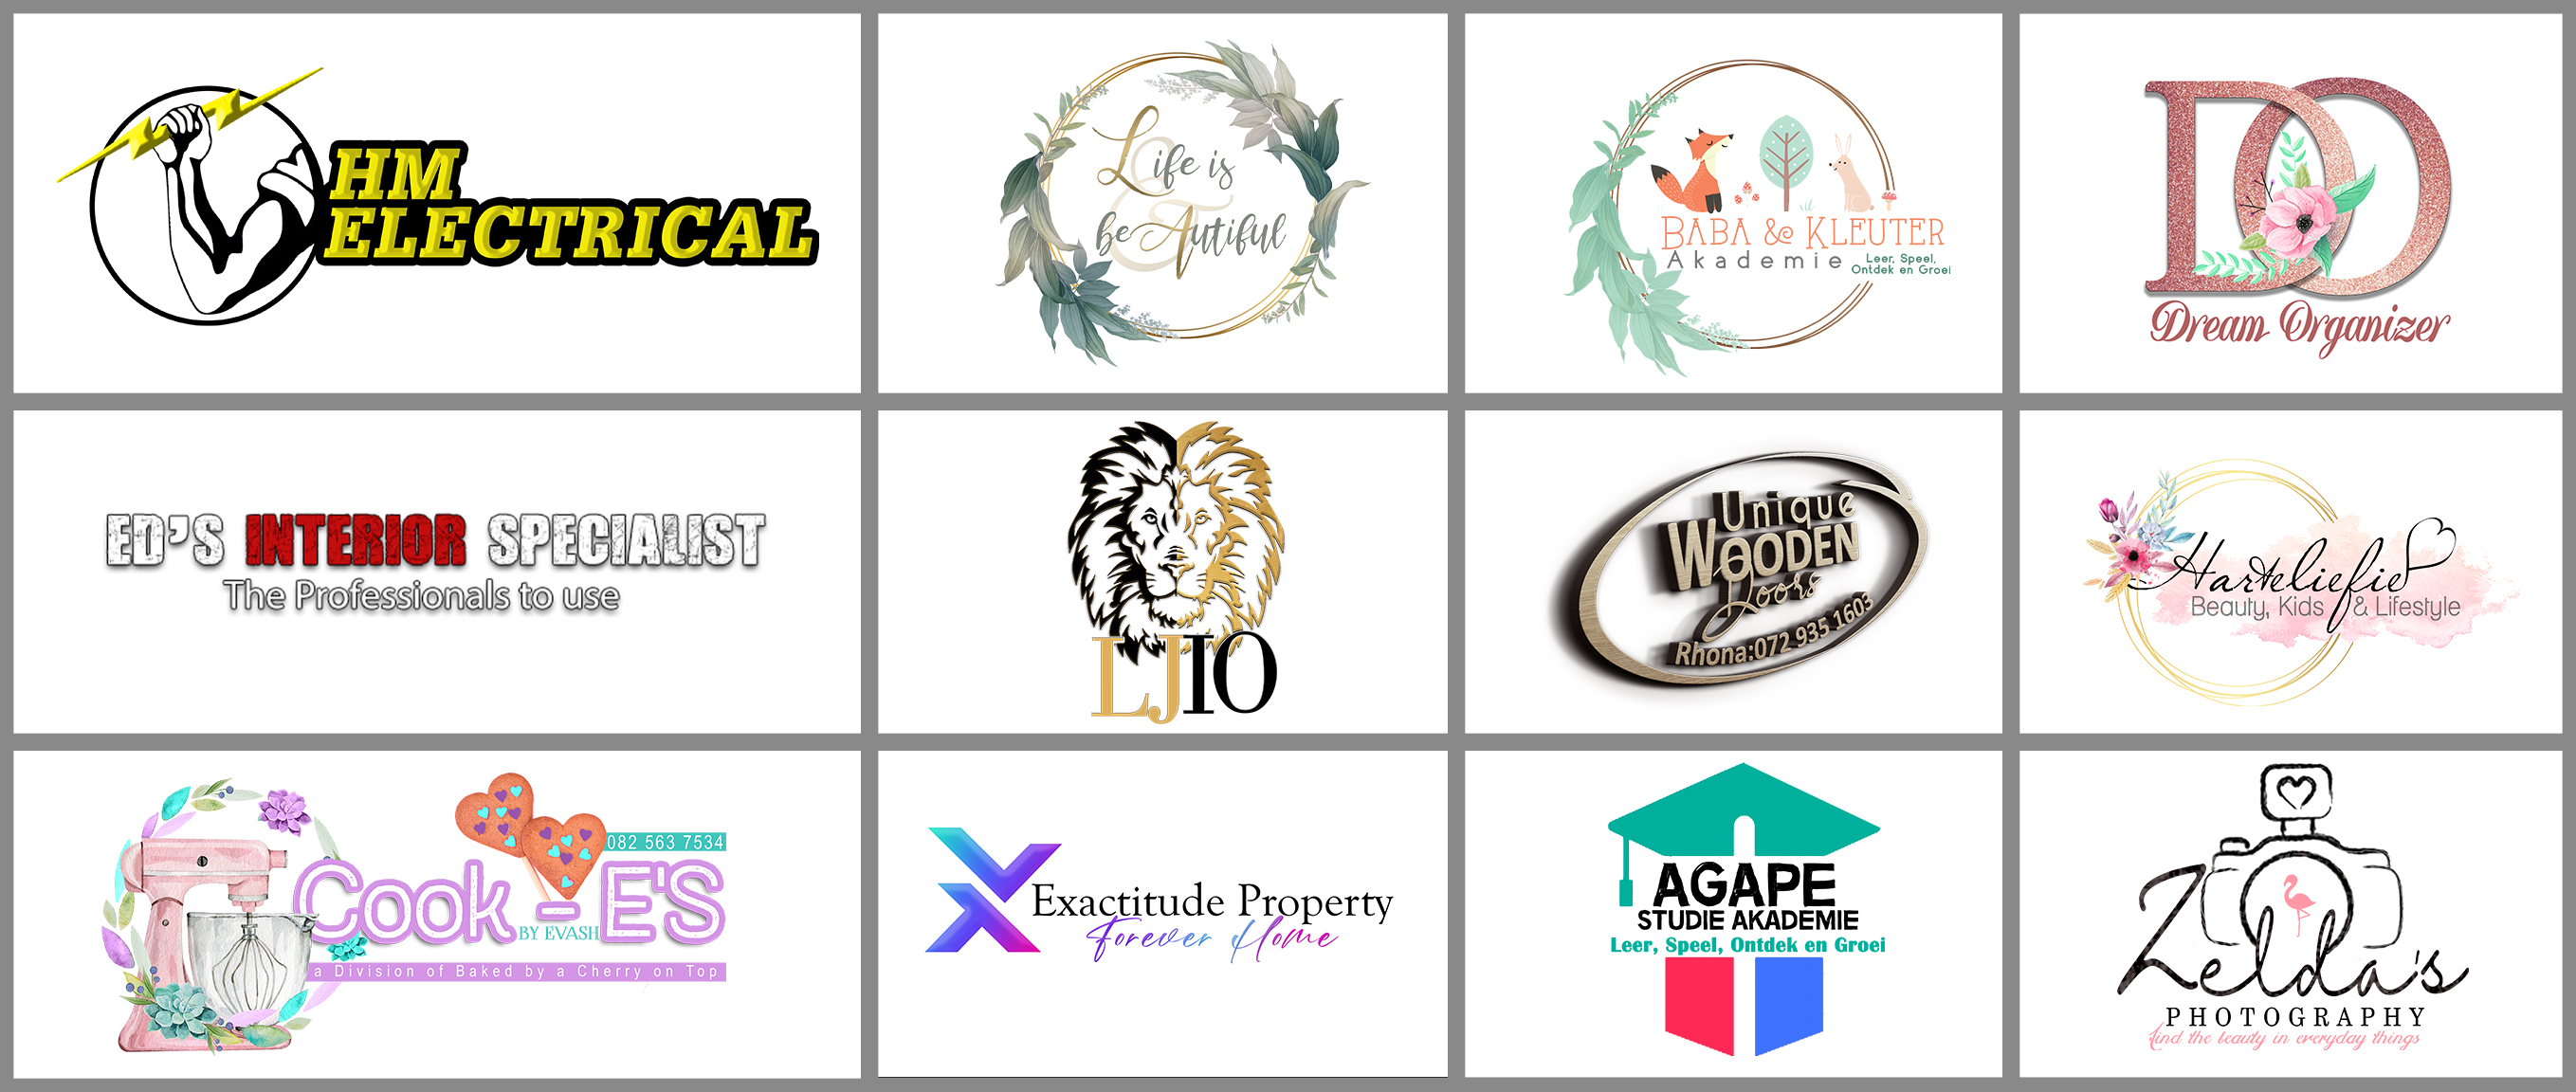 HM
ELECTRICAL
Life is
beAutiful
BABA & KLEUTER
Akademie
Leer, Speel,
Ontdek en Groei
DO
Dream Organizer
ED'S INTERIOR SPECIALIST
The Professionals to use
LJIO
Unique
WOODEN
Doors
Rhona:072 935 1603
Harteliefie
Beauty, Kids & Lifestyle
082 563 7534
Cook - E'S
BY EVASH
a Division of Baked by a Cherry on Top
Exactitude Property
Forever Home
AGAPE
STUDIE AKADEMIE
Leer, Speel, Ontdek en Groei
Zelda's
PHOTOGRAPHY
find the beauty in everyday things